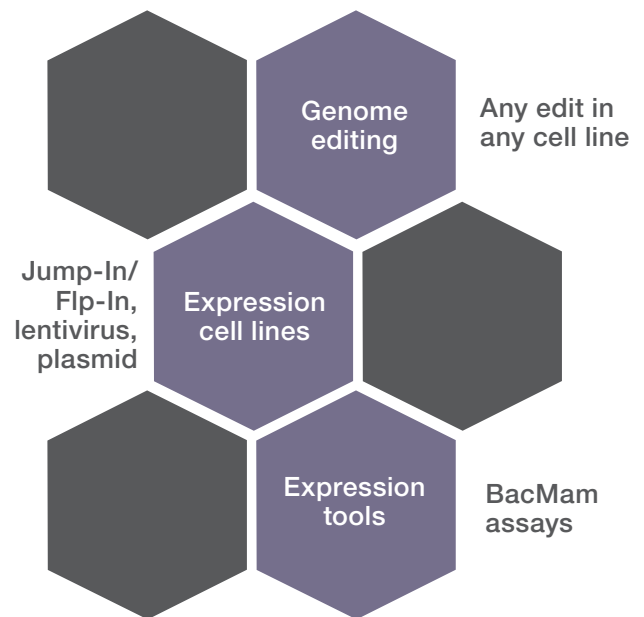 Genome
editing
Any edit in
any cell line
Jump-In/
Flp-In,
lentivirus,
plasmid
Expression
cell lines
Expression
tools
BacMam
assays